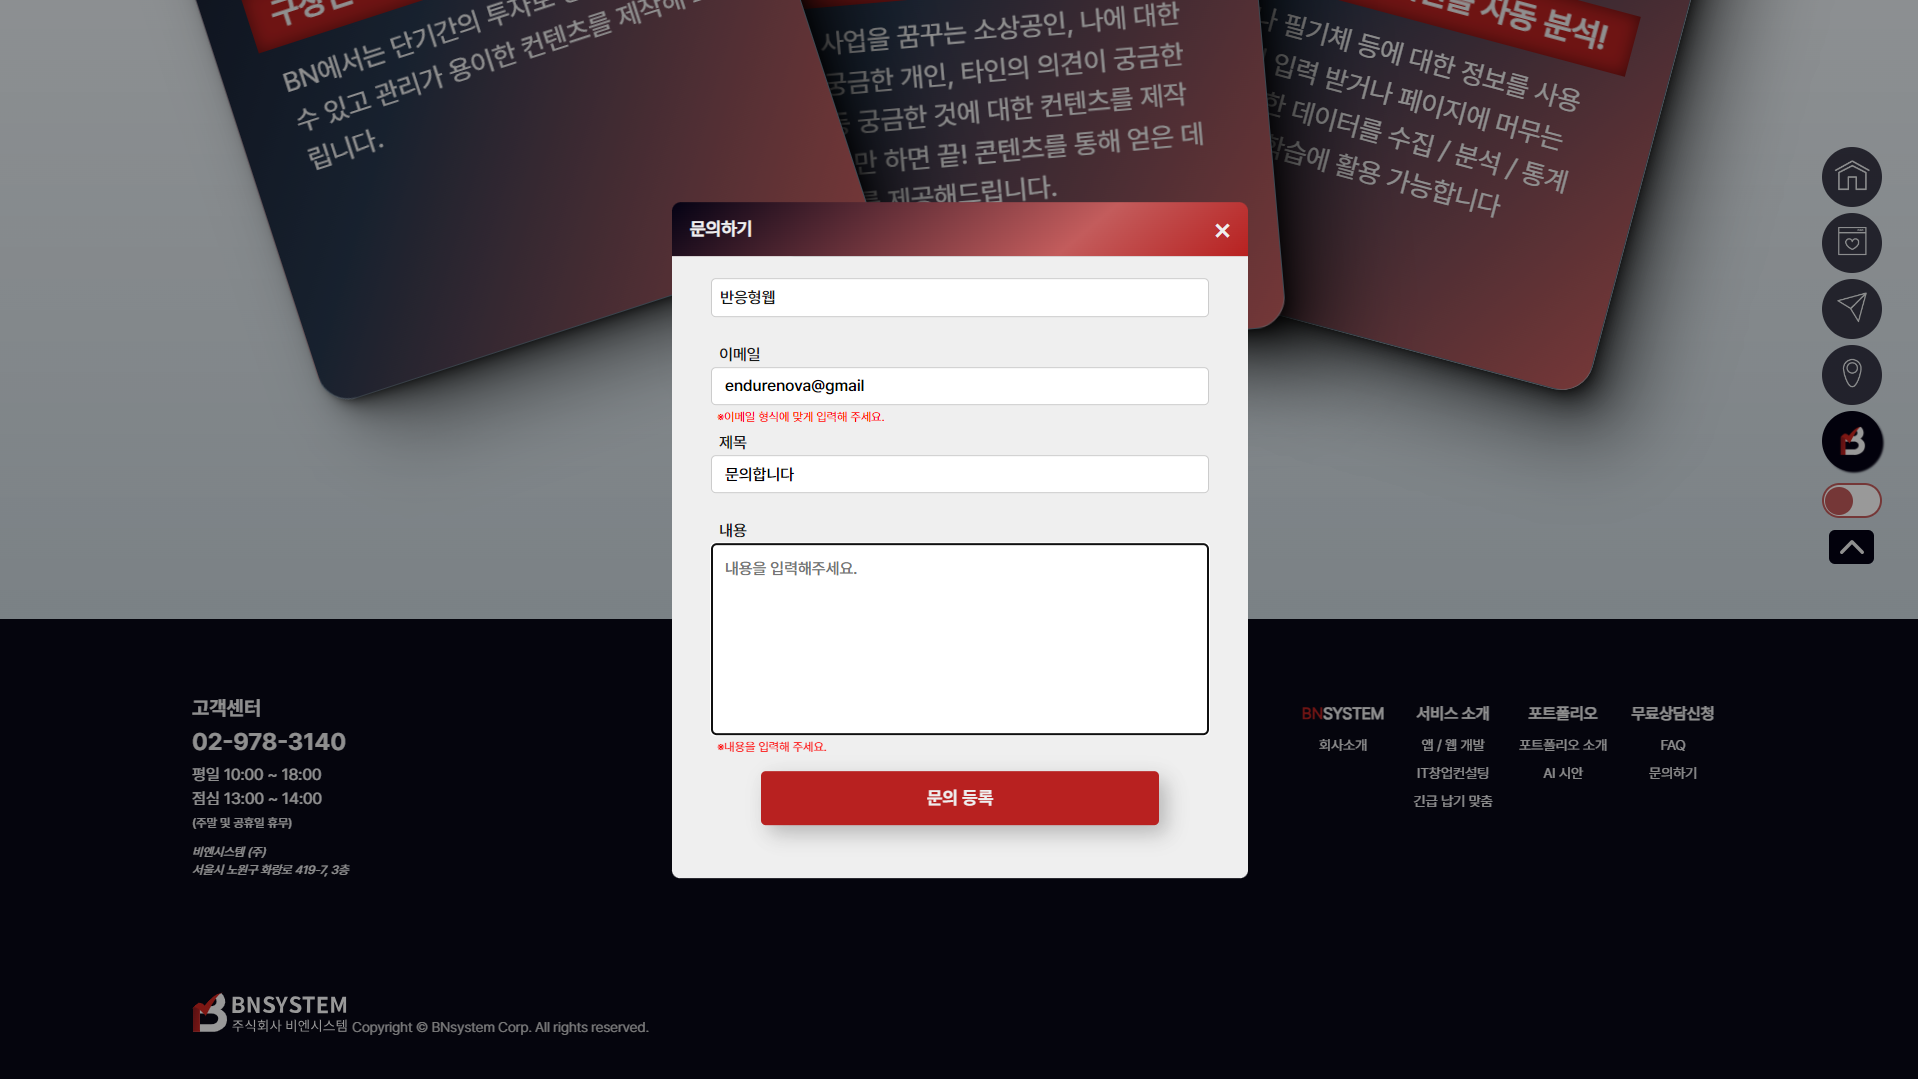 BN에서는 단기간의 투자로
수 있고 관리가 용이한 컨텐츠를 제작해
립니다.
사업을 꿈꾸는 소상공인, 나에 대한
궁금한 개인, 타인의 의견이 궁금한
궁금한 것에 대한 컨텐츠를 제작
만 하면 끝! 콘텐츠를 통해 얻은 데
를 제공해드립니다.
자동 분석!
나 필기체 등에 대한 정보를 사용
입력 받거나 페이지에 머무는
한 데이터를 수집 / 분석 / 통계
학습에 활용 가능합니다
문의하기
반응형웹
이메일
endurenova@gmail
※이메일 형식에 맞게 입력해 주세요.
제목
문의합니다
내용
내용을 입력해주세요.
※내용을 입력해 주세요.
문의 등록
고객센터
02-978-3140
평일 10:00 ~ 18:00
점심 13:00 ~ 14:00
(주말 및 공휴일 휴무)
비엔시스템 (주)
서울시 노원구 화랑로 419-7, 3층
BNSYSTEM
회사소개
서비스 소개
앱 / 웹 개발
IT창업컨설팅
긴급 납기 맞춤
포트폴리오
포트폴리오 소개
AI 시안
무료상담신청
FAQ
문의하기
BNSYSTEM
주식회사 비엔시스템 Copyright © BNsystem Corp. All rights reserved.